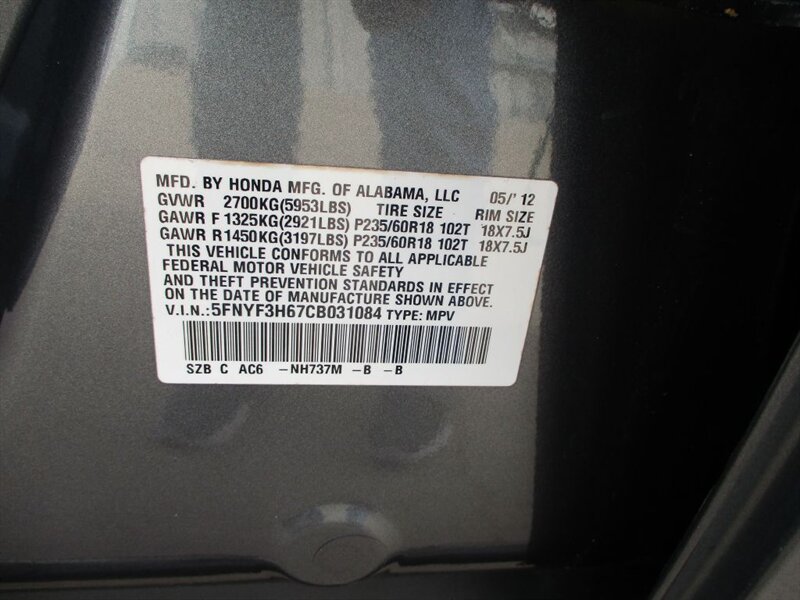 MFD. BY HONDA MFG. OF ALABAMA, LLC 05/'12
GVWR 2700KG(5953LBS) TIRE SIZE RIM SIZE
GAWR F 1325KG(2921LBS) P235/60R18 102T 18X7.5J
GAWR R1450KG(3197LBS) P235/60R18 102T 18X7.5J
THIS VEHICLE CONFORMS TO ALL APPLICABLE
FEDERAL MOTOR VEHICLE SAFETY
AND THEFT PREVENTION STANDARDS IN EFFECT
ON THE DATE OF MANUFACTURE SHOWN ABOVE.
V.I.N.:5FNYF3H67CB031084 TYPE: MPV
SZB C AC6 -NH737M -B -B